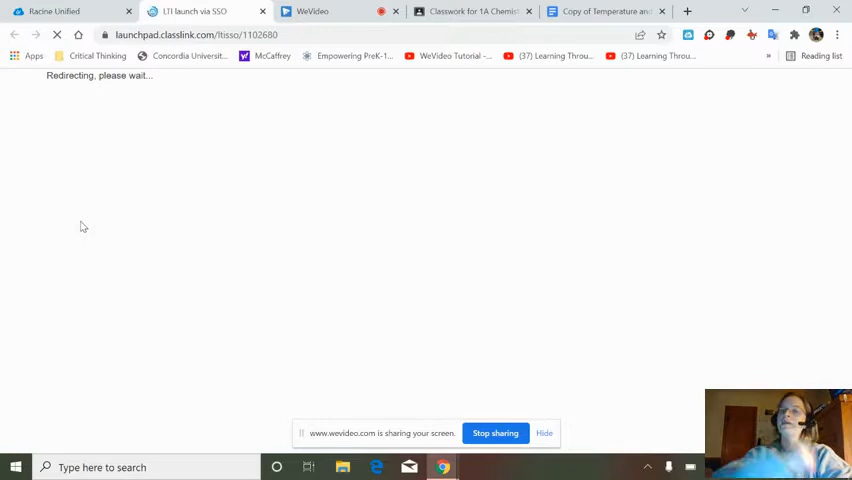 Racine Unified
LTI launch via SSO
WeVideo
Classwork for 1A Chemist
Copy of Temperature and
launchpad.classlink.com/ltisso/1102680
Apps
Critical Thinking
Concordia Universit...
McCaffrey
Empowering PreK-1...
WeVideo Tutorial -...
(37) Learning Throu...
(37) Learning Throu...
»
Reading list
Redirecting, please wait...
www.wevideo.com is sharing your screen.
Stop sharing
Hide
Type here to search